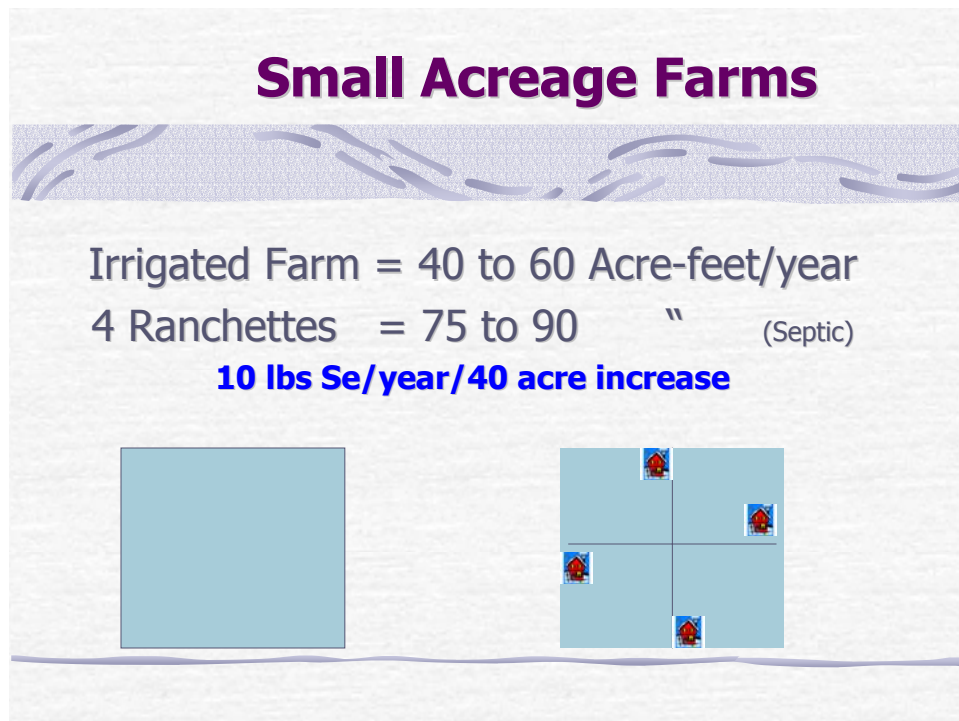 Small Acreage Farms
Irrigated Farm = 40 to 60 Acre-feet/year
4 Ranchettes = 75 to 90 “ (Septic)
10 lbs Se/year/40 acre increase